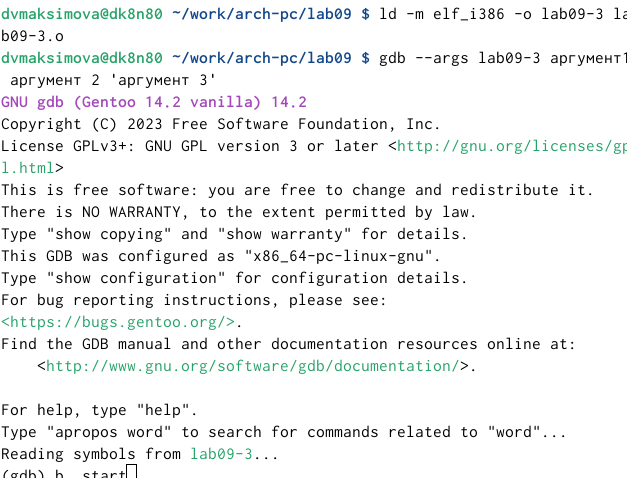 dvmaksimova@dk8n80 ~/work/arch-pc/lab09 $ ld -m elf_i386 -o lab09-3 la
b09-3.o
dvmaksimova@dk8n80 ~/work/arch-pc/lab09 $ gdb --args lab09-3 аргумент1
 аргумент 2 'аргумент 3'
GNU gdb (Gentoo 14.2 vanilla) 14.2
Copyright (C) 2023 Free Software Foundation, Inc.
License GPLv3+: GNU GPL version 3 or later <http://gnu.org/licenses/gp
l.html>
This is free software: you are free to change and redistribute it.
There is NO WARRANTY, to the extent permitted by law.
Type "show copying" and "show warranty" for details.
This GDB was configured as "x86_64-pc-linux-gnu".
Type "show configuration" for configuration details.
For bug reporting instructions, please see:
<https://bugs.gentoo.org/>.
Find the GDB manual and other documentation resources online at:
    <http://www.gnu.org/software/gdb/documentation/>.

For help, type "help".
Type "apropos word" to search for commands related to "word"...
Reading symbols from lab09-3...
(gdb) b _start